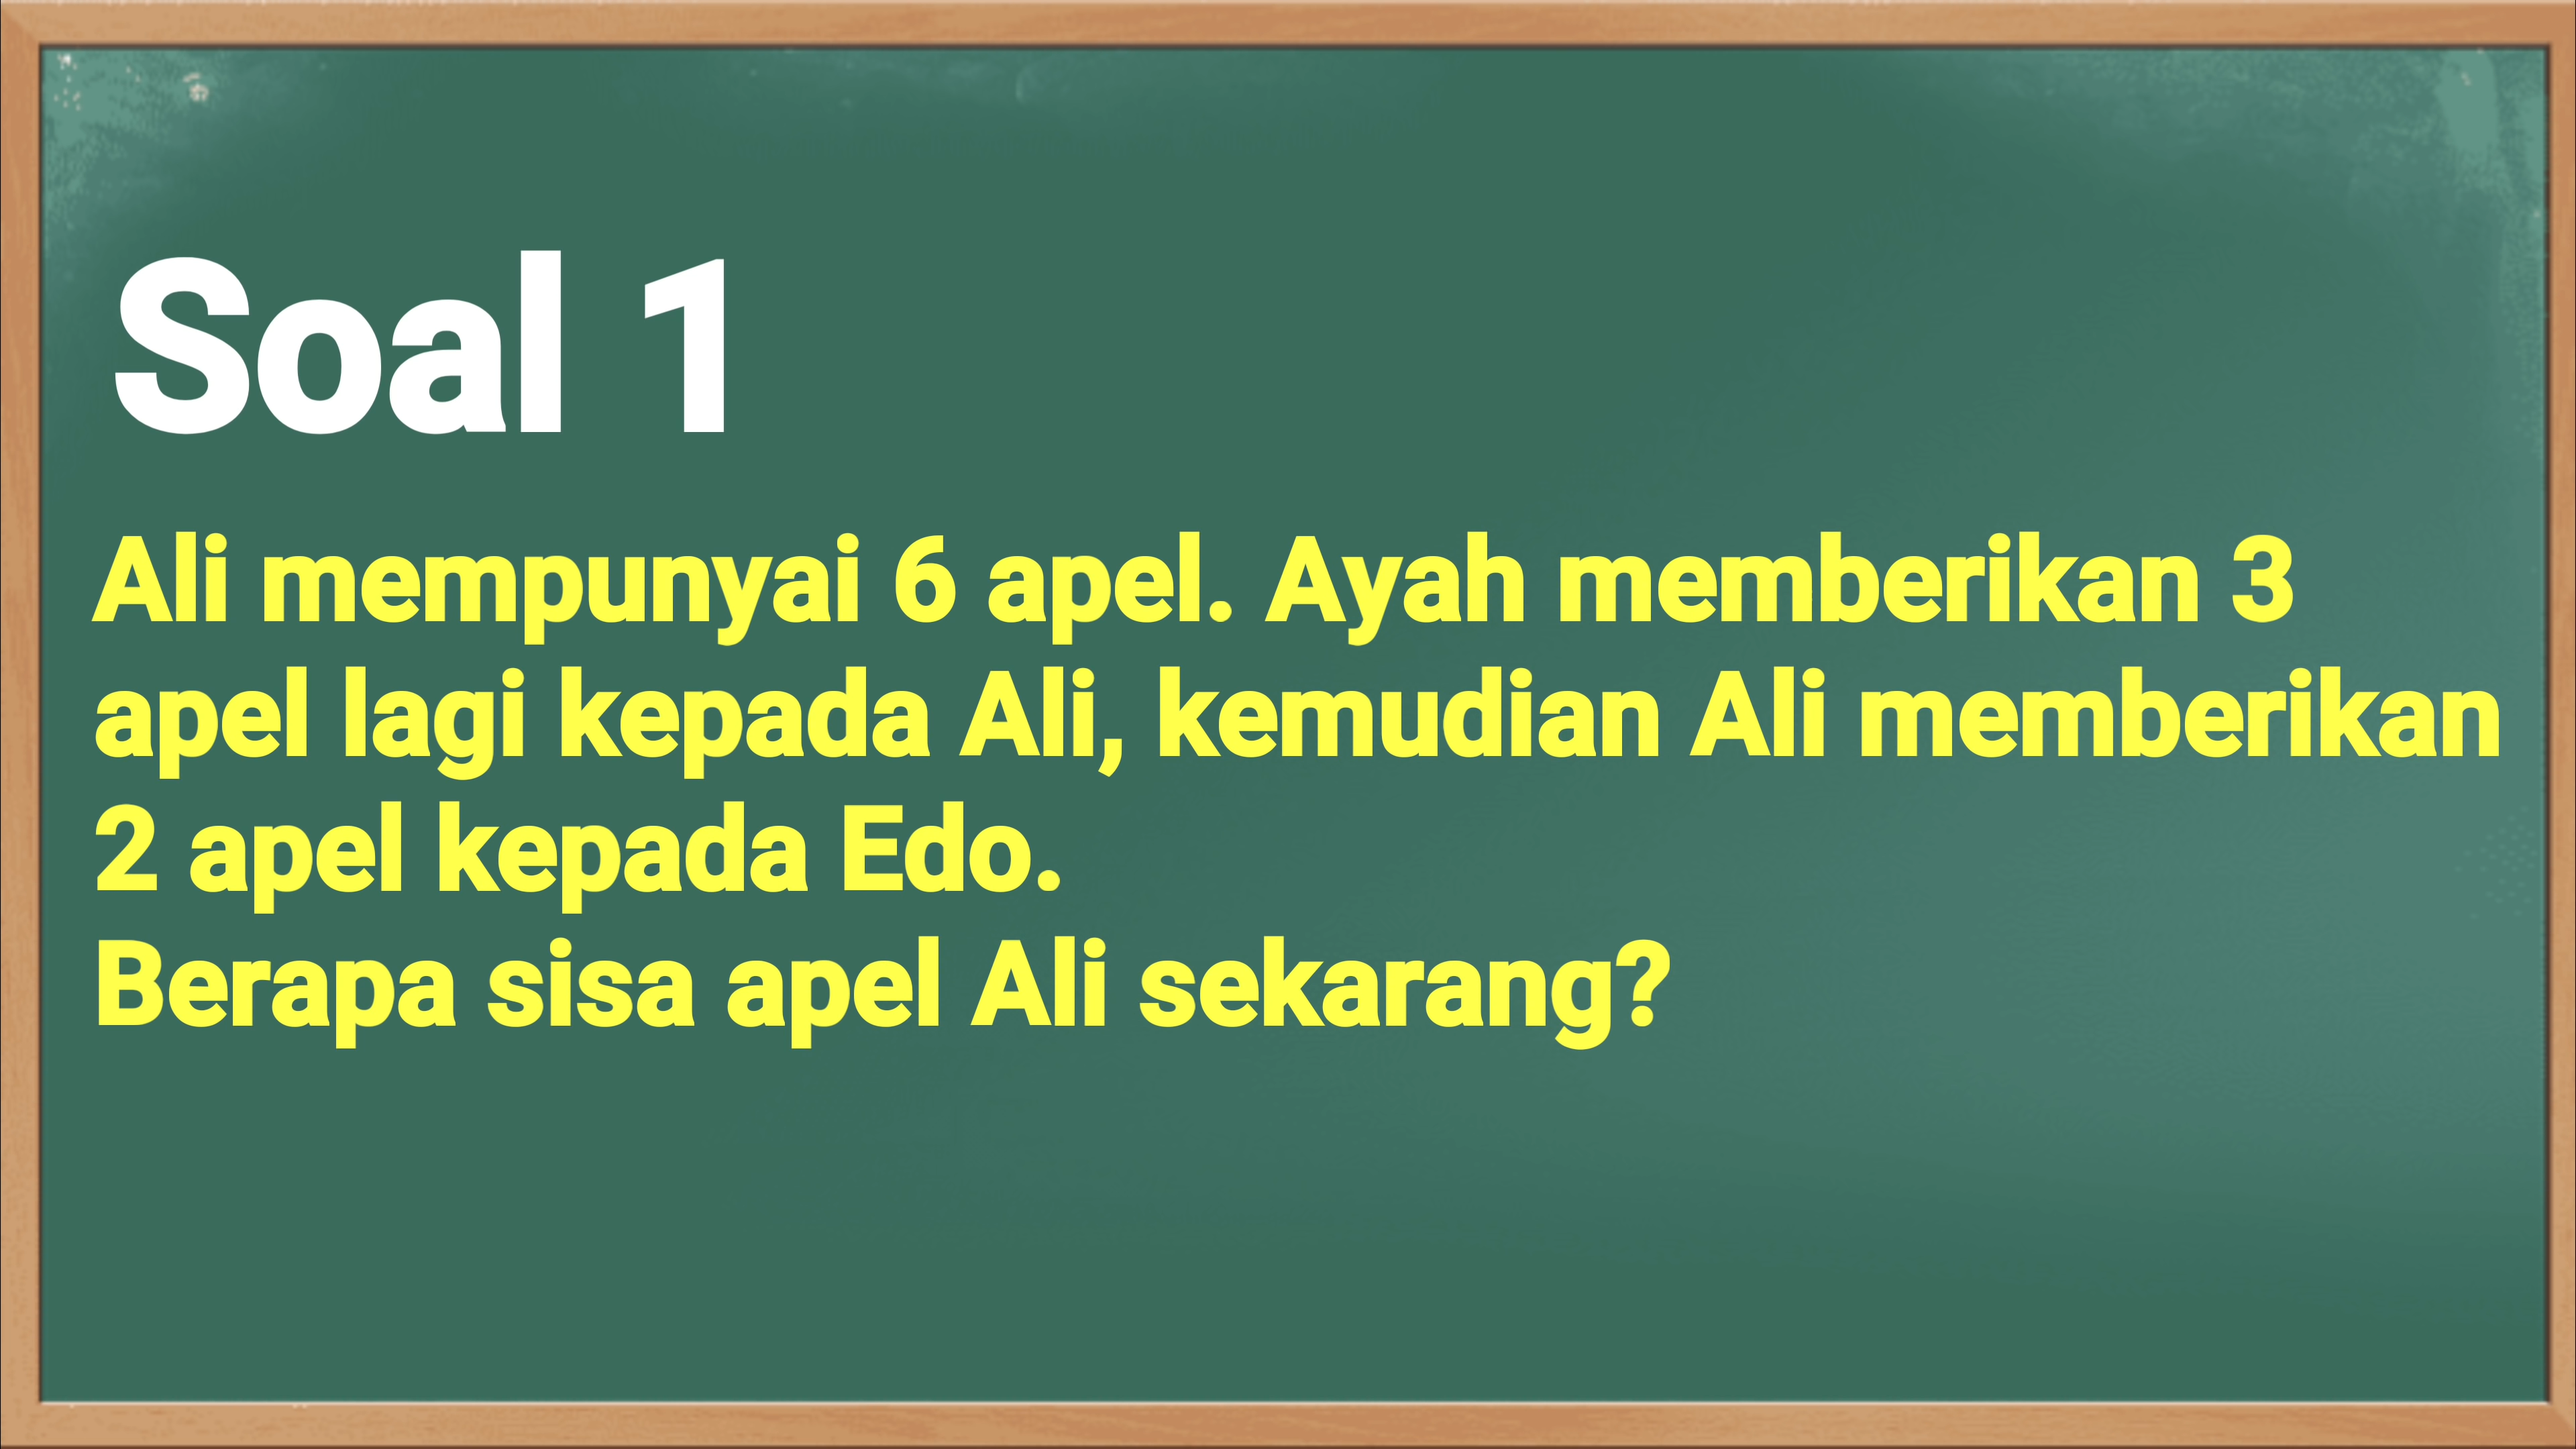 Soal 1
Ali mempunyai 6 apel. Ayah memberikan 3
apel lagi kepada Ali, kemudian Ali memberikan
2 apel kepada Edo.
Berapa sisa apel Ali sekarang?